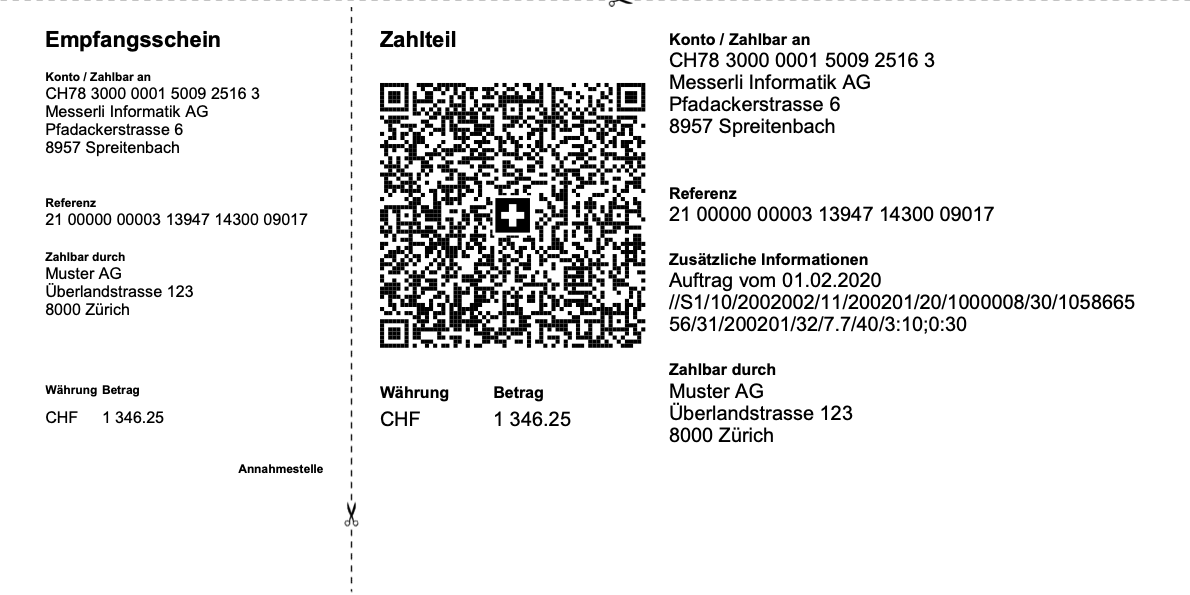 Empfangsschein
Konto / Zahlbar an
CH78 3000 0001 5009 2516 3
Messerli Informatik AG
Pfadackerstrasse 6
8957 Spreitenbach
Referenz
21 00000 00003 13947 14300 09017
Zahlbar durch
Muster AG
Überlandstrasse 123
8000 Zürich
Währung Betrag
CHF 1 346.25
Annahmestelle
Zahlteil
Währung Betrag
CHF 1 346.25
Konto / Zahlbar an
CH78 3000 0001 5009 2516 3
Messerli Informatik AG
Pfadackerstrasse 6
8957 Spreitenbach
Referenz
21 00000 00003 13947 14300 09017
Zusätzliche Informationen
Auftrag vom 01.02.2020
//S1/10/2002002/11/200201/20/1000008/30/1058665
56/31/200201/32/7.7/40/3:10;0:30
Zahlbar durch
Muster AG
Überlandstrasse 123
8000 Zürich